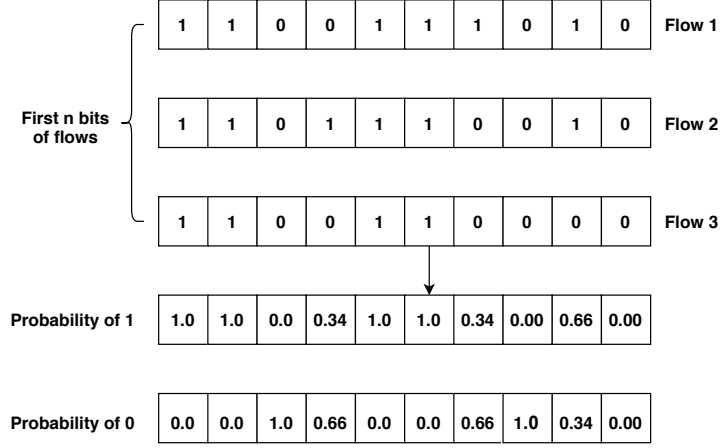 1 1 0 0 1 1 1 0 1 0 Flow 1
First n bits
of flows
1 1 0 1 1 1 0 0 1 0 Flow 2
1 1 0 0 1 1 0 0 0 0 Flow 3
Probability of 1 1.0 1.0 0.0 0.34 1.0 1.0 0.34 0.00 0.66 0.00
Probability of 0 0.0 0.0 1.0 0.66 0.0 0.0 0.66 1.0 0.34 0.00